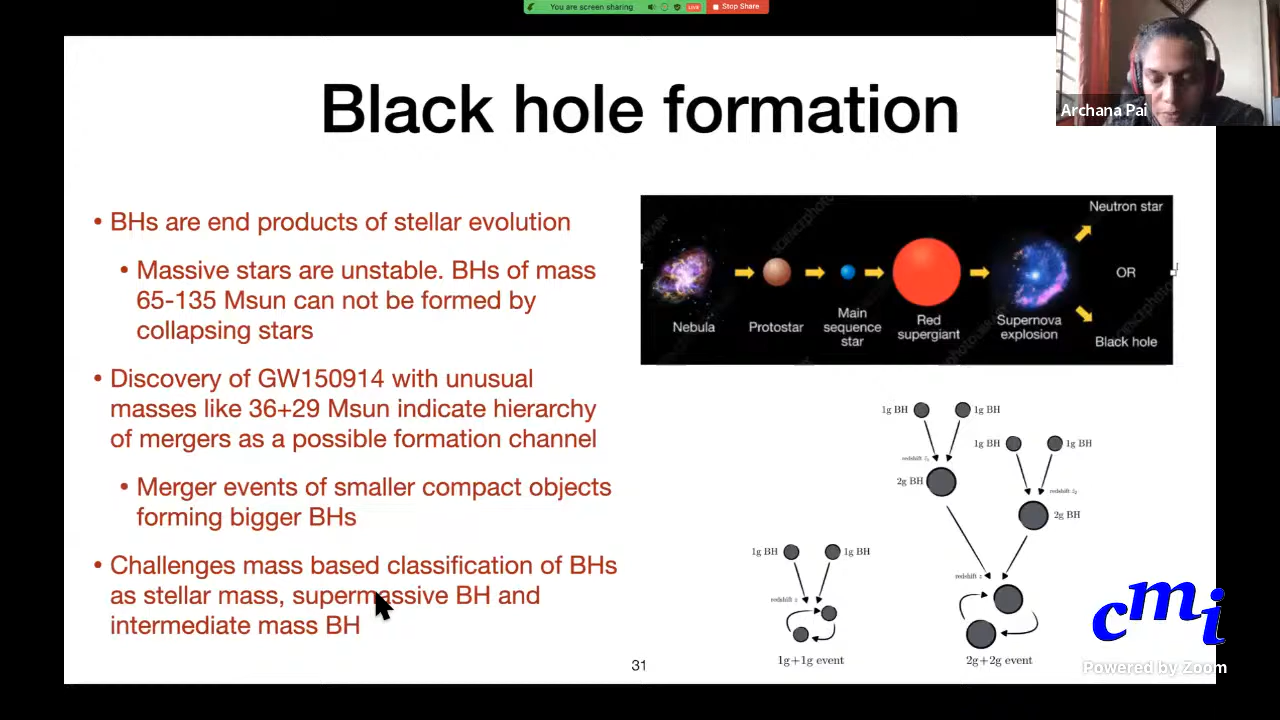 You are screen sharing
LIVE
Stop Share
Archana Pai
Black hole formation
• BHs are end products of stellar evolution
• Massive stars are unstable. BHs of mass
65-135 Msun can not be formed by
collapsing stars
• Discovery of GW150914 with unusual
masses like 36+29 Msun indicate hierarchy
of mergers as a possible formation channel
• Merger events of smaller compact objects
forming bigger BHs
• Challenges mass based classification of BHs
as stellar mass, supermassive BH and
intermediate mass BH
Nebula
Protostar
Main
sequence
star
Red
supergiant
Supernova
explosion
Neutron star
OR
Black hole
1g BH
1g BH
1g BH
1g BH
2g BH
2g BH
1g BH
1g BH
redshift z
1g+1g event
2g+2g event
31
cmi
Powered by Zoom